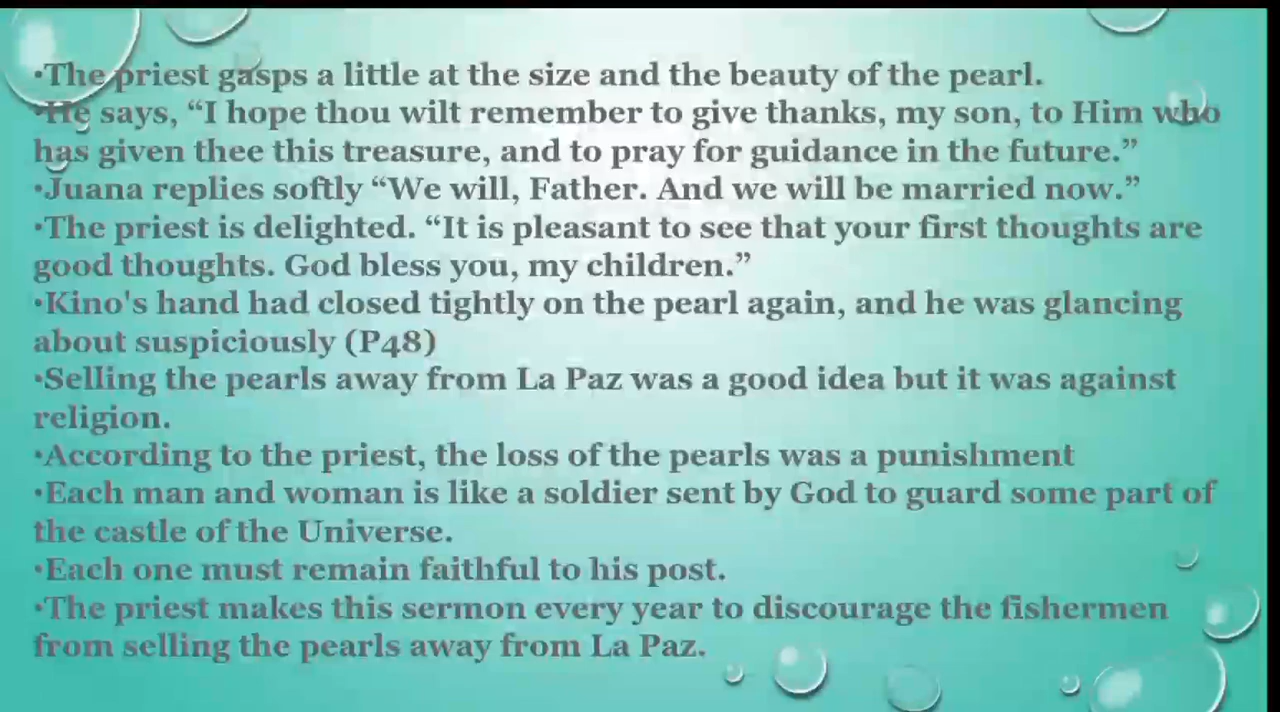 •The priest gasps a little at the size and the beauty of the pearl.
•He says, “I hope thou wilt remember to give thanks, my son, to Him who
has given thee this treasure, and to pray for guidance in the future.”
•Juana replies softly “We will, Father. And we will be married now.”
•The priest is delighted. “It is pleasant to see that your first thoughts are
good thoughts. God bless you, my children.”
•Kino's hand had closed tightly on the pearl again, and he was glancing
about suspiciously (P48)
•Selling the pearls away from La Paz was a good idea but it was against
religion.
•According to the priest, the loss of the pearls was a punishment
•Each man and woman is like a soldier sent by God to guard some part of
the castle of the Universe.
•Each one must remain faithful to his post.
•The priest makes this sermon every year to discourage the fishermen
from selling the pearls away from La Paz.